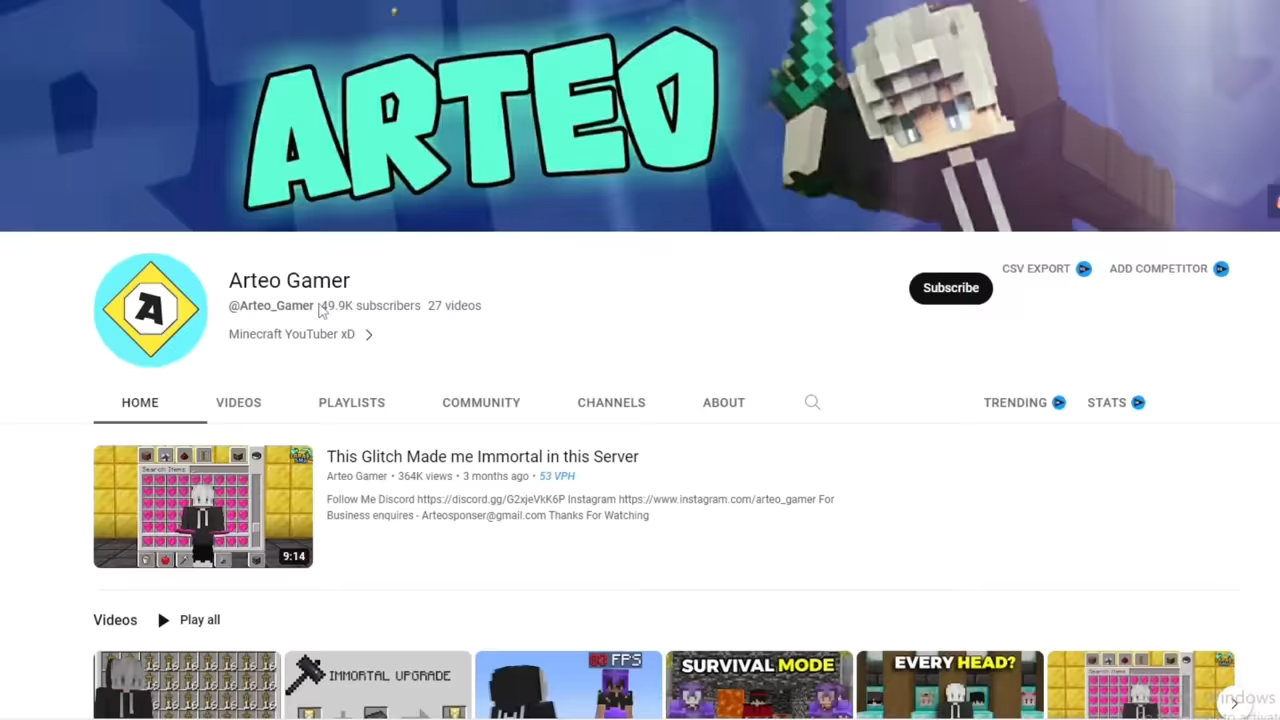 ARTEO
Arteo Gamer
@Arteo_Gamer 49.9K subscribers 27 videos
Minecraft YouTuber xD
Subscribe
CSV EXPORT
ADD COMPETITOR
HOME VIDEOS PLAYLISTS COMMUNITY CHANNELS ABOUT
TRENDING STATS
A
This Glitch Made me Immortal in this Server
Arteo Gamer • 364K views • 3 months ago • 53 VPH
Follow Me Discord https://discord.gg/G2xjeVkK6P Instagram https://www.instagram.com/arteo_gamer For
Business enquires - Arteosponser@gmail.com Thanks For Watching
Search Items
9:14
Videos Play all
IMMORTAL UPGRADE
FPS
SURVIVAL MODE
EVERY HEAD?
Windows